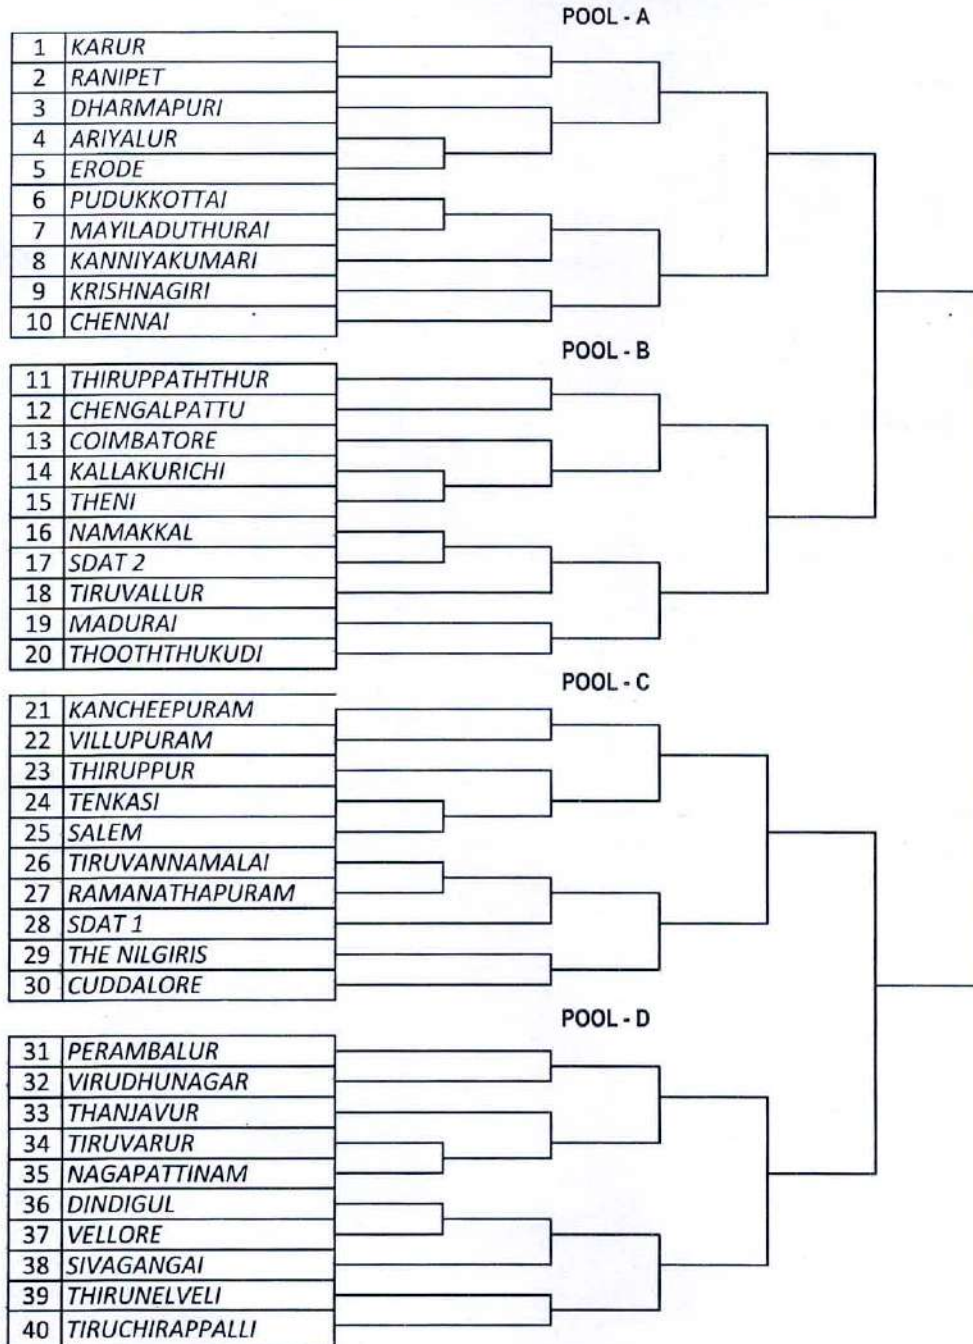 POOL - A
1 KARUR
2 RANIPET
3 DHARMAPURI
4 ARIYALUR
5 ERODE
6 PUDUKKOTTAI
7 MAYILADUTHURAI
8 KANNIYAKUMARI
9 KRISHNAGIRI
10 CHENNAI
POOL - B
11 THIRUPPATHTHUR
12 CHENGALPATTU
13 COIMBATORE
14 KALLAKURICHI
15 THENI
16 NAMAKKAL
17 SDAT 2
18 TIRUVALLUR
19 MADURAI
20 THOOTHTHUKUDI
POOL - C
21 KANCHEEPURAM
22 VILLUPURAM
23 THIRUPPUR
24 TENKASI
25 SALEM
26 TIRUVANNAMALAI
27 RAMANATHAPURAM
28 SDAT 1
29 THE NILGIRIS
30 CUDDALORE
POOL - D
31 PERAMBALUR
32 VIRUDHUNAGAR
33 THANJAVUR
34 TIRUVARUR
35 NAGAPATTINAM
36 DINDIGUL
37 VELLORE
38 SIVAGANGAI
39 THIRUNELVELI
40 TIRUCHIRAPPALLI